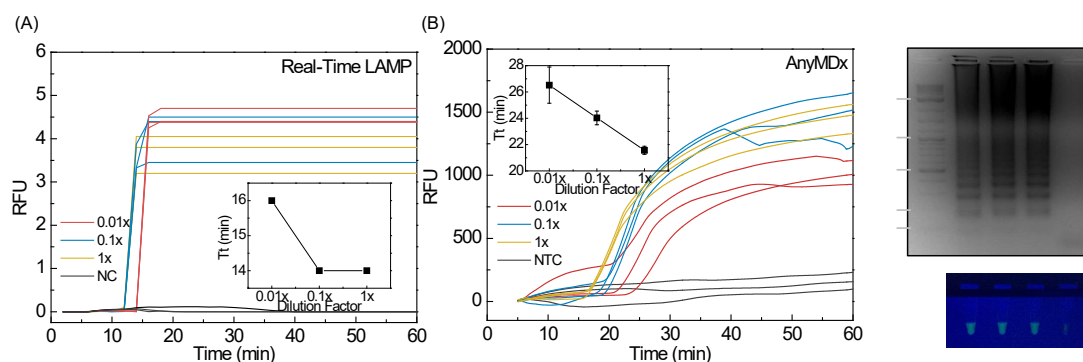 (A)
Real-Time LAMP
RFU
6
5
4
3
2
1
0
0.01x
0.1x
1x
NC
Tt (min)
16
15
14
0.01x 0.1x 1x
Dilution Factor
0 10 20 30 40 50 60
Time (min)
(B)
AnyMDx
RFU
2000
1500
1000
500
0
Tt (min)
28
26
24
22
20
0.01x 0.1x 1x
Dilution Factor
0.01x
0.1x
1x
NTC
0 10 20 30 40 50 60
Time (min)